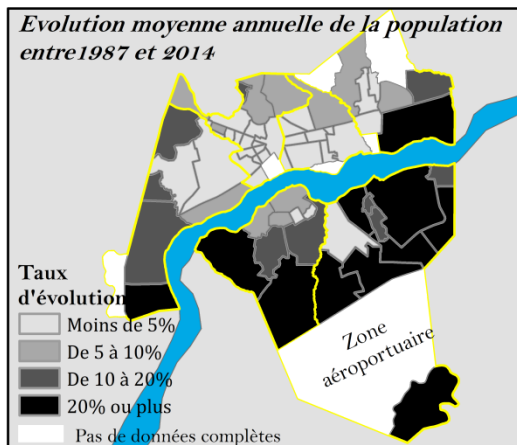 Evolution moyenne annuelle de la population
entre1987 et 2014
Zone
aéroportuaire
Taux
d'évolution
Moins de 5%
De 5 à 10%
De 10 à 20%
20% ou plus
Pas de données complètes